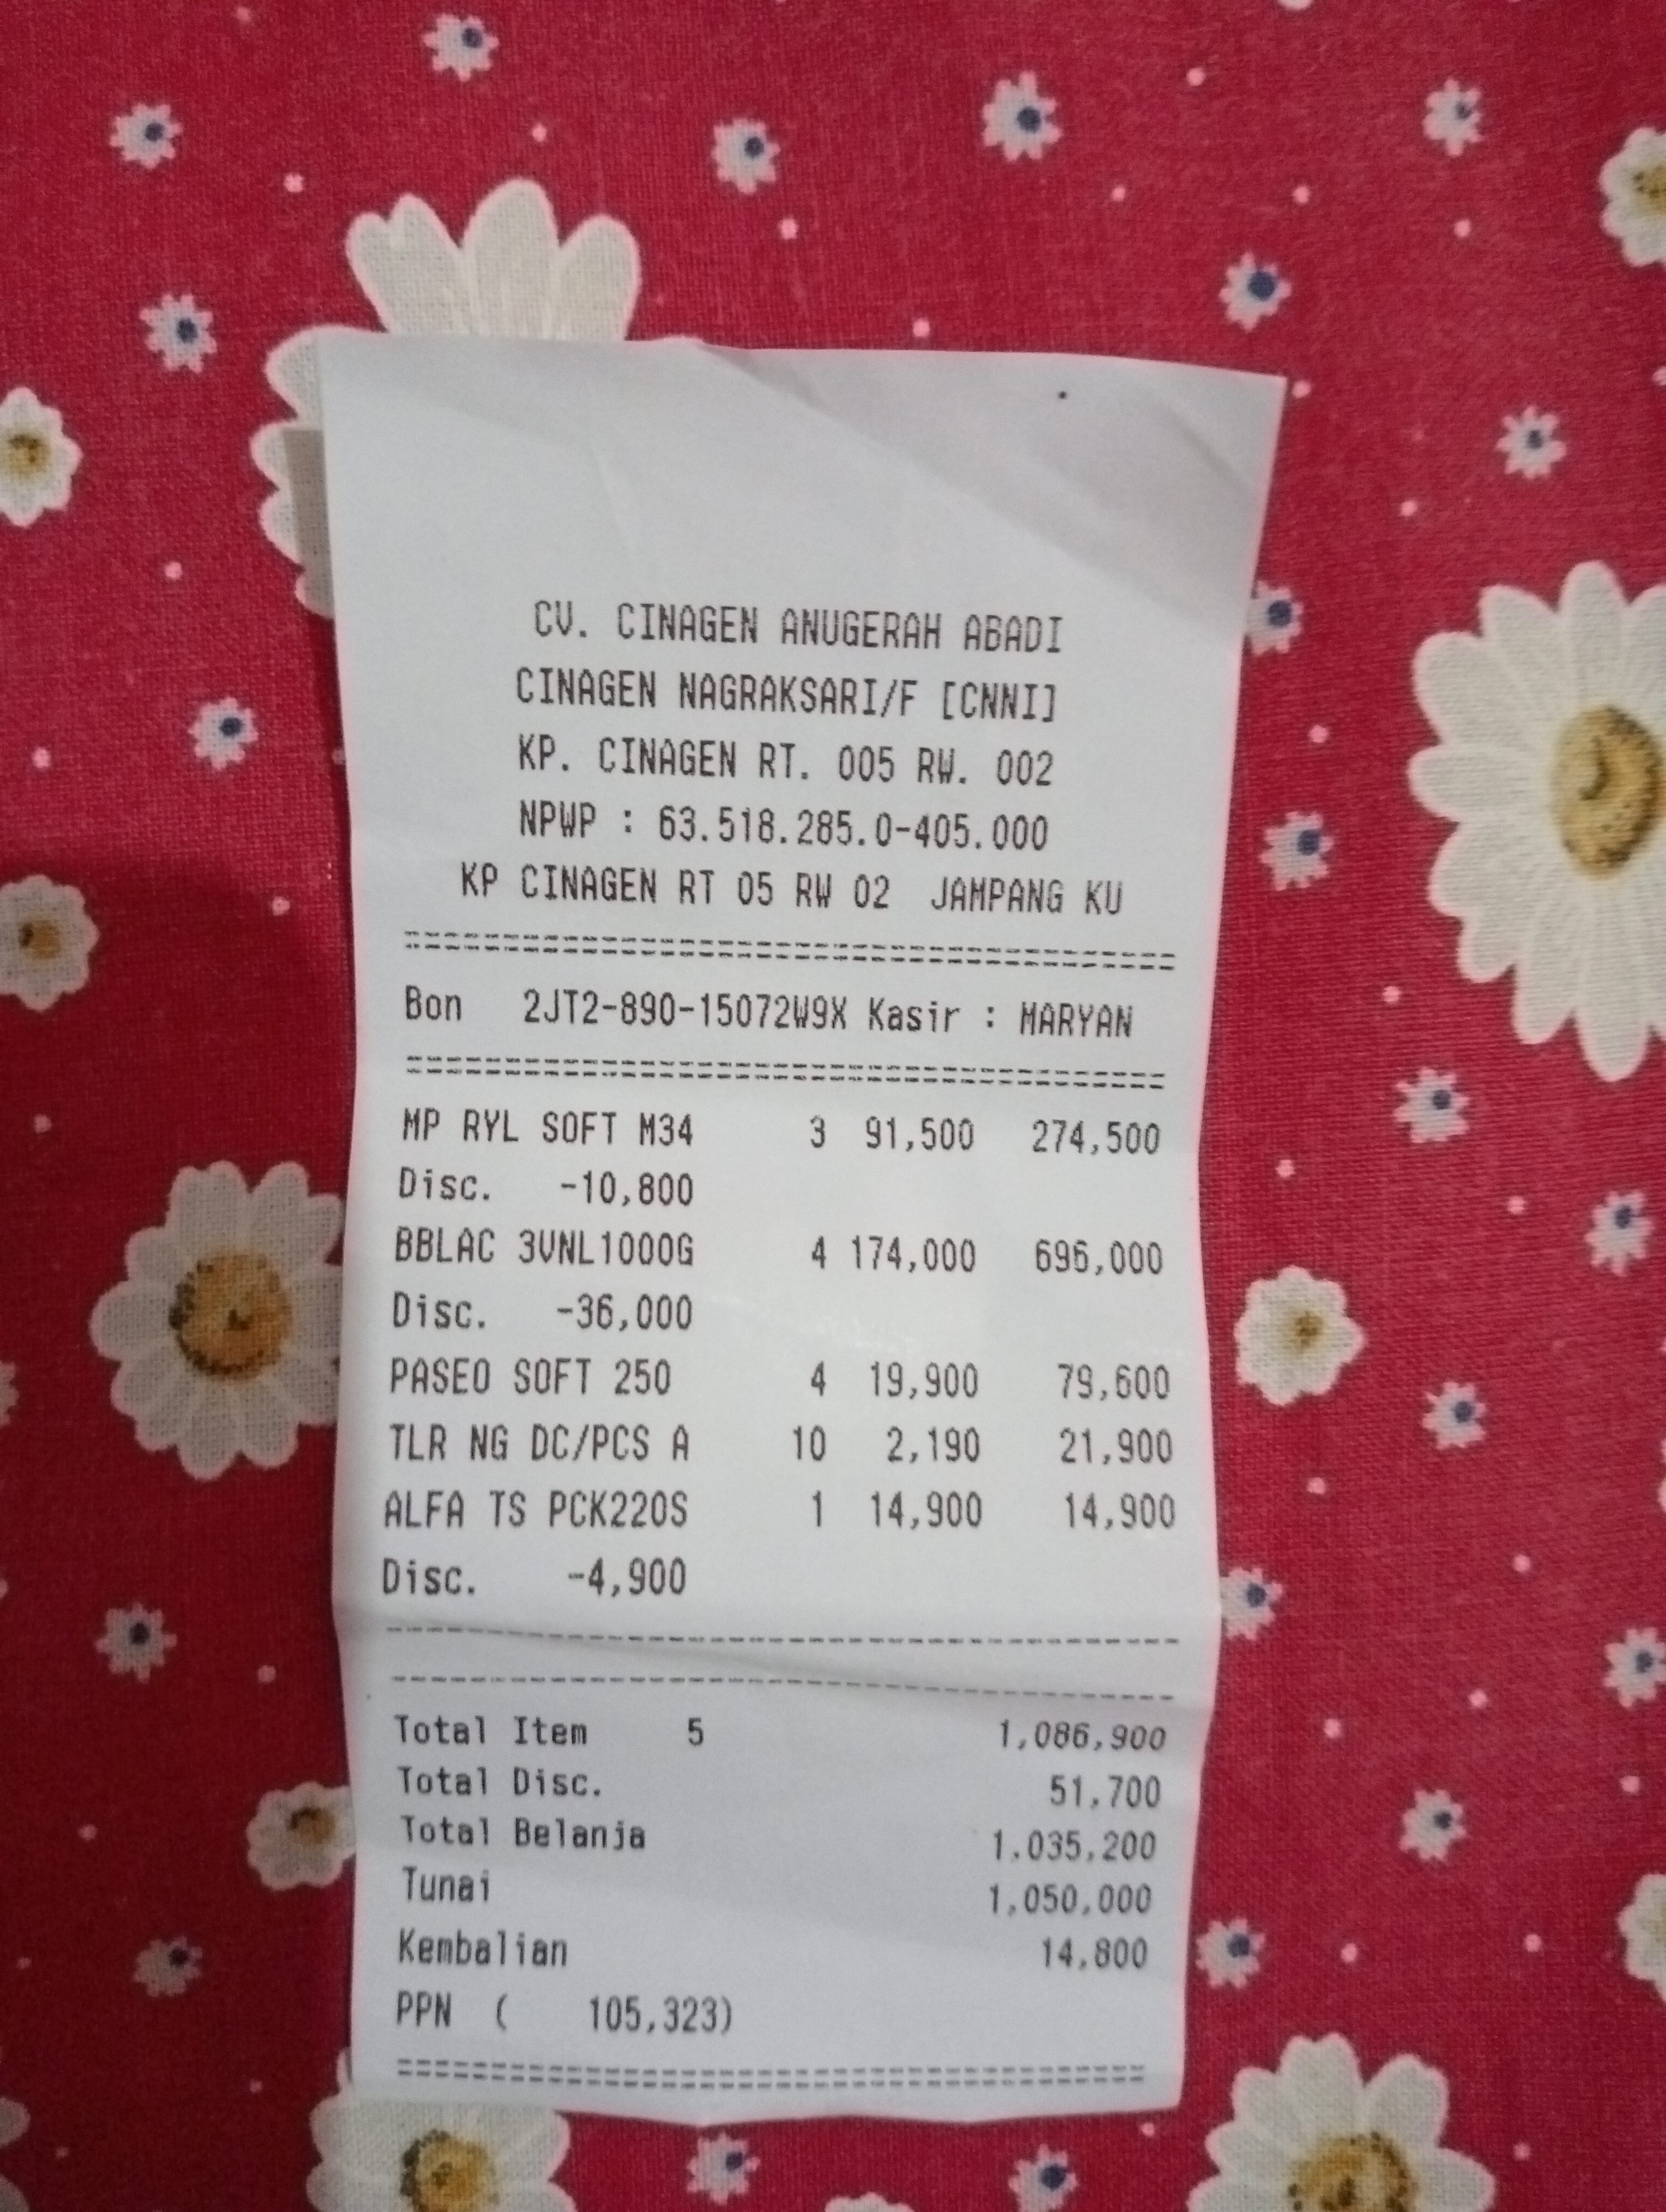 CV. CINAGEN ANUGERAH ABADI
CINAGEN NAGRAKSARI/F [CNNI]
KP. CINAGEN RT. 005 RW. 002
NPWP : 63.518.285.0-405.000
KP CINAGEN RT 05 RW 02 JAMPANG KU
Bon 2JT2-890-15072W9X Kasir : MARYAN
MP RYL SOFT M34 3 91,500 274,500
Disc. -10,800
BBLAC 3VNL1000G 4 174,000 696,000
Disc. -36,000
PASEO SOFT 250 4 19,900 79,600
TLR NG DC/PCS A 10 2,190 21,900
ALFA TS PCK220S 1 14,900 14,900
Disc. -4,900
Total Item 5 1,086,900
Total Disc. 51,700
Total Belanja 1,035,200
Tunai 1,050,000
Kembalian 14,800
PPN ( 105,323)